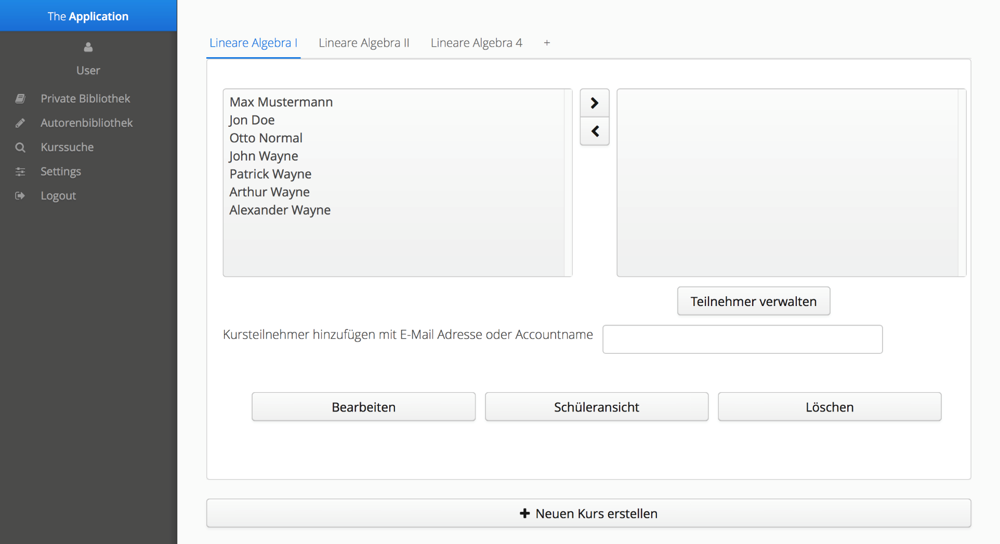 The Application
User
Private Bibliothek
Autorenbibliothek
Kurssuche
Settings
Logout
Lineare Algebra I Lineare Algebra II Lineare Algebra 4 +
Max Mustermann
Jon Doe
Otto Normal
John Wayne
Patrick Wayne
Arthur Wayne
Alexander Wayne
Teilnehmer verwalten
Kursteilnehmer hinzufügen mit E-Mail Adresse oder Accountname
Bearbeiten Schüleransicht Löschen
Neuen Kurs erstellen